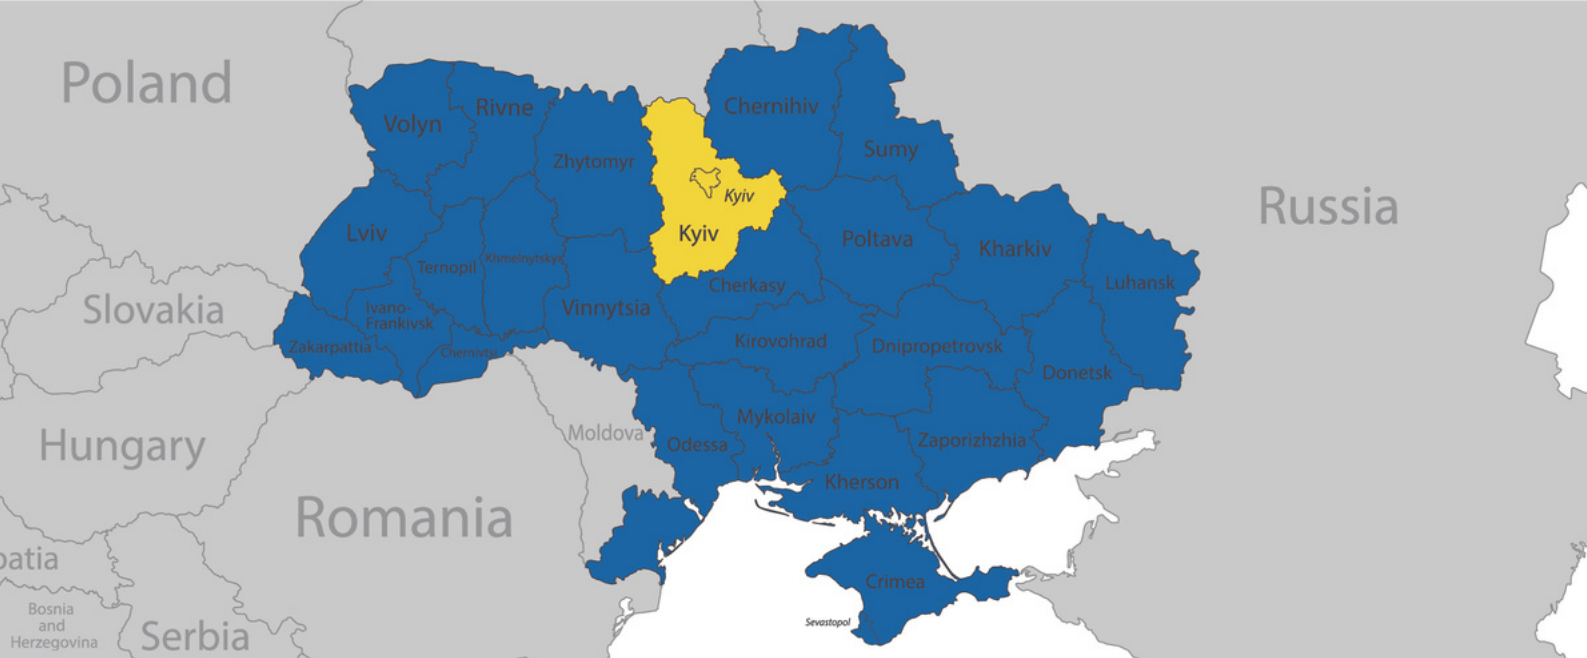 Poland
Volyn
Rivne
Zhytomyr
Chernihiv
Sumy
Kyiv
Kyiv
Russia
Lviv
Ternopil
Khmelnytskyi
Vinnytsia
Cherkasy
Poltava
Kharkiv
Luhansk
Slovakia
Ivano-
Frankivsk
Zakarpattia
Chernivtsi
Kirovohrad
Dnipropetrovsk
Donetsk
Hungary
Moldova
Odessa
Mykolaiv
Zaporizhzhia
Kherson
Romania
oatia
Crimea
Sevastopol
Bosnia
and
Herzegovina
Serbia